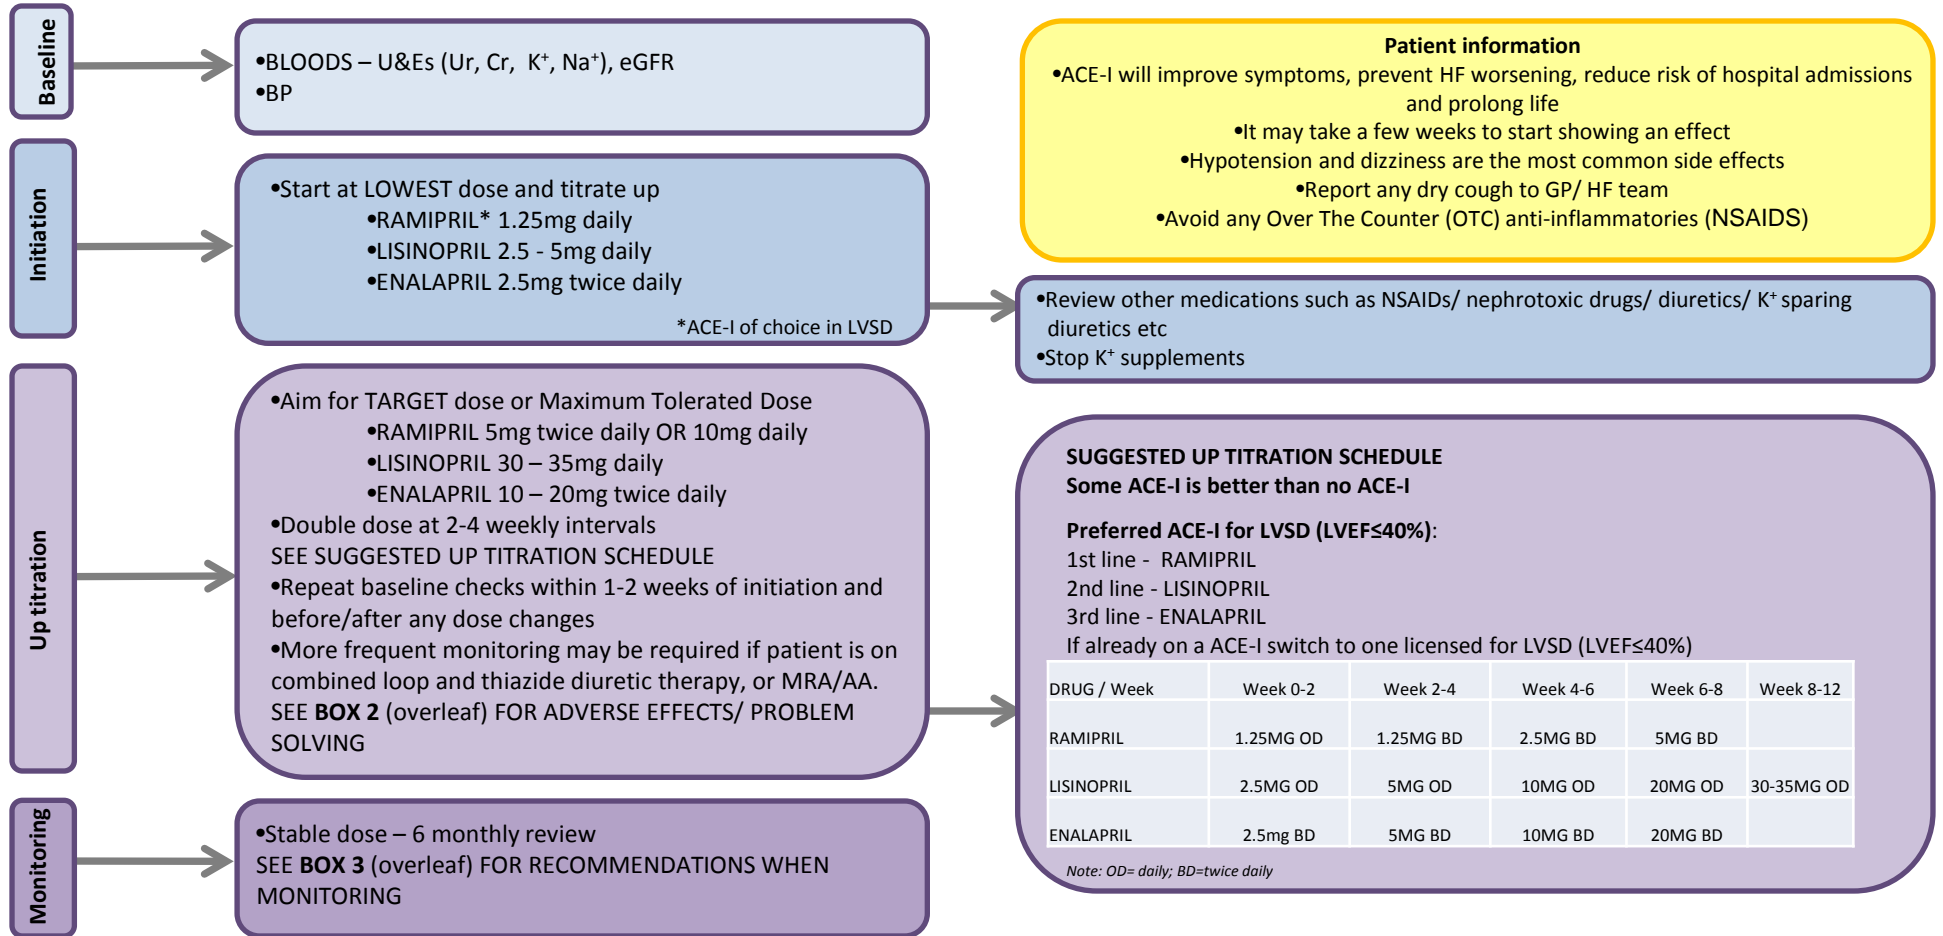 Baseline
•BLOODS – U&Es (Ur, Cr, K⁺, Na⁺), eGFR
•BP
Patient information
•ACE-I will improve symptoms, prevent HF worsening, reduce risk of hospital admissions
and prolong life
•It may take a few weeks to start showing an effect
•Hypotension and dizziness are the most common side effects
•Report any dry cough to GP/ HF team
•Avoid any Over The Counter (OTC) anti-inflammatories (NSAIDS)
Initiation
•Start at LOWEST dose and titrate up
•RAMIPRIL* 1.25mg daily
•LISINOPRIL 2.5 - 5mg daily
•ENALAPRIL 2.5mg twice daily
*ACE-I of choice in LVSD
•Review other medications such as NSAIDs/ nephrotoxic drugs/ diuretics/ K⁺ sparing
diuretics etc
•Stop K⁺ supplements
Up titration
•Aim for TARGET dose or Maximum Tolerated Dose
•RAMIPRIL 5mg twice daily OR 10mg daily
•LISINOPRIL 30 – 35mg daily
•ENALAPRIL 10 – 20mg twice daily
•Double dose at 2-4 weekly intervals
SEE SUGGESTED UP TITRATION SCHEDULE
•Repeat baseline checks within 1-2 weeks of initiation and
before/after any dose changes
•More frequent monitoring may be required if patient is on
combined loop and thiazide diuretic therapy, or MRA/AA.
SEE BOX 2 (overleaf) FOR ADVERSE EFFECTS/ PROBLEM
SOLVING
SUGGESTED UP TITRATION SCHEDULE
Some ACE-I is better than no ACE-I
Preferred ACE-I for LVSD (LVEF≤40%):
1st line - RAMIPRIL
2nd line - LISINOPRIL
3rd line - ENALAPRIL
If already on a ACE-I switch to one licensed for LVSD (LVEF≤40%)
DRUG / Week Week 0-2 Week 2-4 Week 4-6 Week 6-8 Week 8-12
RAMIPRIL 1.25MG OD 1.25MG BD 2.5MG BD 5MG BD
LISINOPRIL 2.5MG OD 5MG OD 10MG OD 20MG OD 30-35MG OD
ENALAPRIL 2.5mg BD 5MG BD 10MG BD 20MG BD
Note: OD= daily; BD=twice daily
Monitoring
•Stable dose – 6 monthly review
SEE BOX 3 (overleaf) FOR RECOMMENDATIONS WHEN
MONITORING